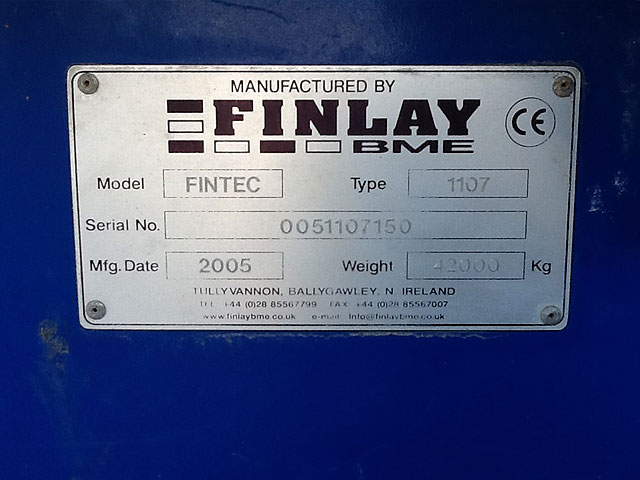 MANUFACTURED BY
FINLAY
BME
CE
Model FINTEC Type 1107
Serial No. 0051107150
Mfg. Date 2005 Weight 42000 Kg
TULLYVANNON, BALLYGAWLEY, N. IRELAND
TEL +44 (0)28 85567799 FAX: +44 (0)28 85567007
www.finlaybme.co.uk e-mail: Info@finlaybme.co.uk